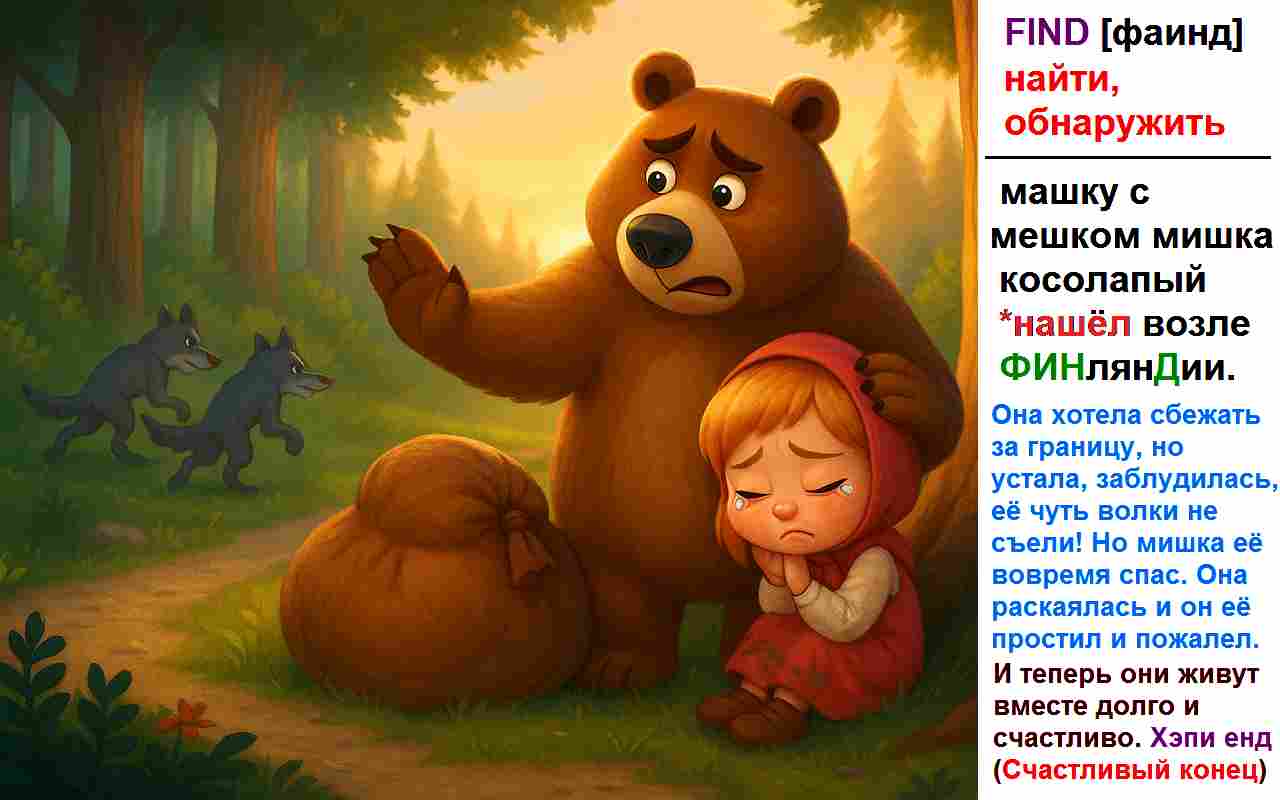 FIND [фаинд]
найти,
обнаружить
машку с
мешком мишка
косолапый
*нашёл возле
ФИНлянДии.
Она хотела сбежать
за границу, но
устала, заблудилась,
её чуть волки не
съели! Но мишка её
вовремя спас. Она
раскаялась и он её
простил и пожалел.
И теперь они живут
вместе долго и
счастливо. Хэпи енд
(Счастливый конец)